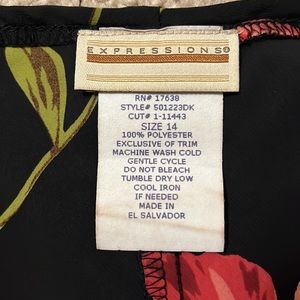 EXPRESSIONS®
RN# 17638
STYLE# 501223DK
CUT# 1-11443
SIZE 14
100% POLYESTER
EXCLUSIVE OF TRIM
MACHINE WASH COLD
GENTLE CYCLE
DO NOT BLEACH
TUMBLE DRY LOW
COOL IRON
IF NEEDED
MADE IN
EL SALVADOR